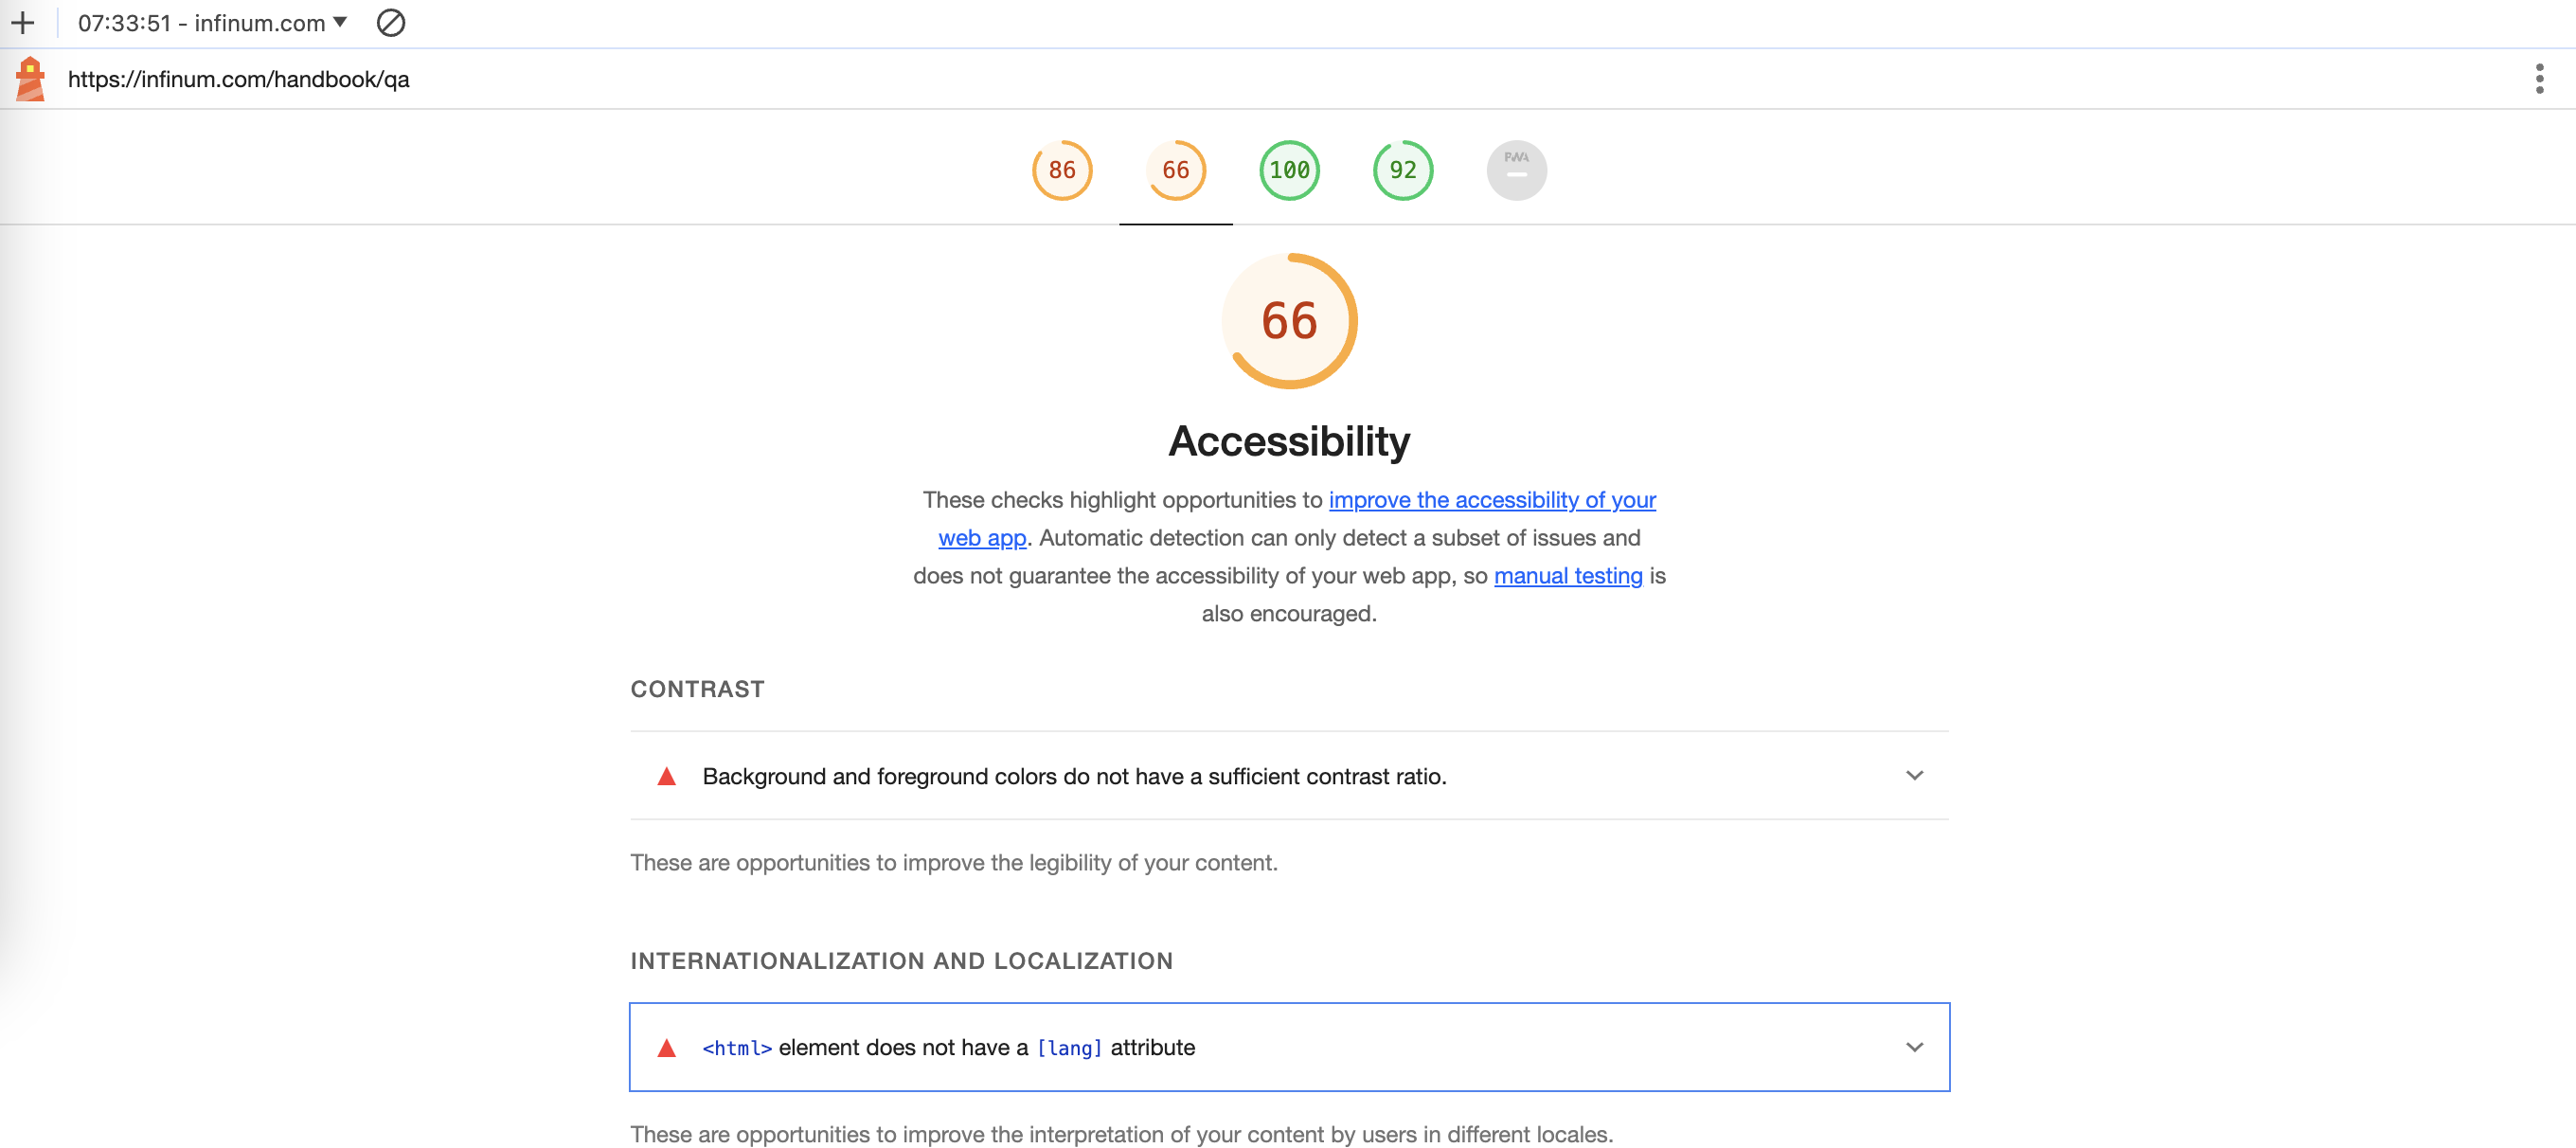 07:33:51 - infinum.com
https://infinum.com/handbook/qa
86
66
100
92
PWA
66
Accessibility
These checks highlight opportunities to improve the accessibility of your
web app. Automatic detection can only detect a subset of issues and
does not guarantee the accessibility of your web app, so manual testing is
also encouraged.
CONTRAST
Background and foreground colors do not have a sufficient contrast ratio.
These are opportunities to improve the legibility of your content.
INTERNATIONALIZATION AND LOCALIZATION
<html> element does not have a [lang] attribute
These are opportunities to improve the interpretation of your content by users in different locales.